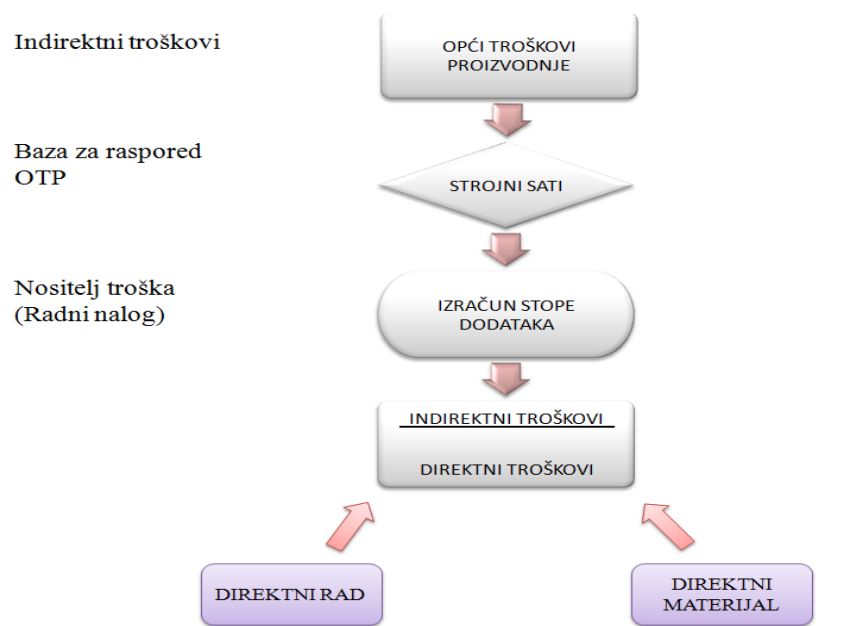 Indirektni troškovi
OPĆI TROŠKOVI
PROIZVODNJE
Baza za raspored
OTP
STROJNI SATI
Nositelj troška
(Radni nalog)
IZRAČUN STOPE
DODATAKA
INDIREKTNI TROŠKOVI
DIREKTNI TROŠKOVI
DIREKTNI RAD
DIREKTNI
MATERIJAL